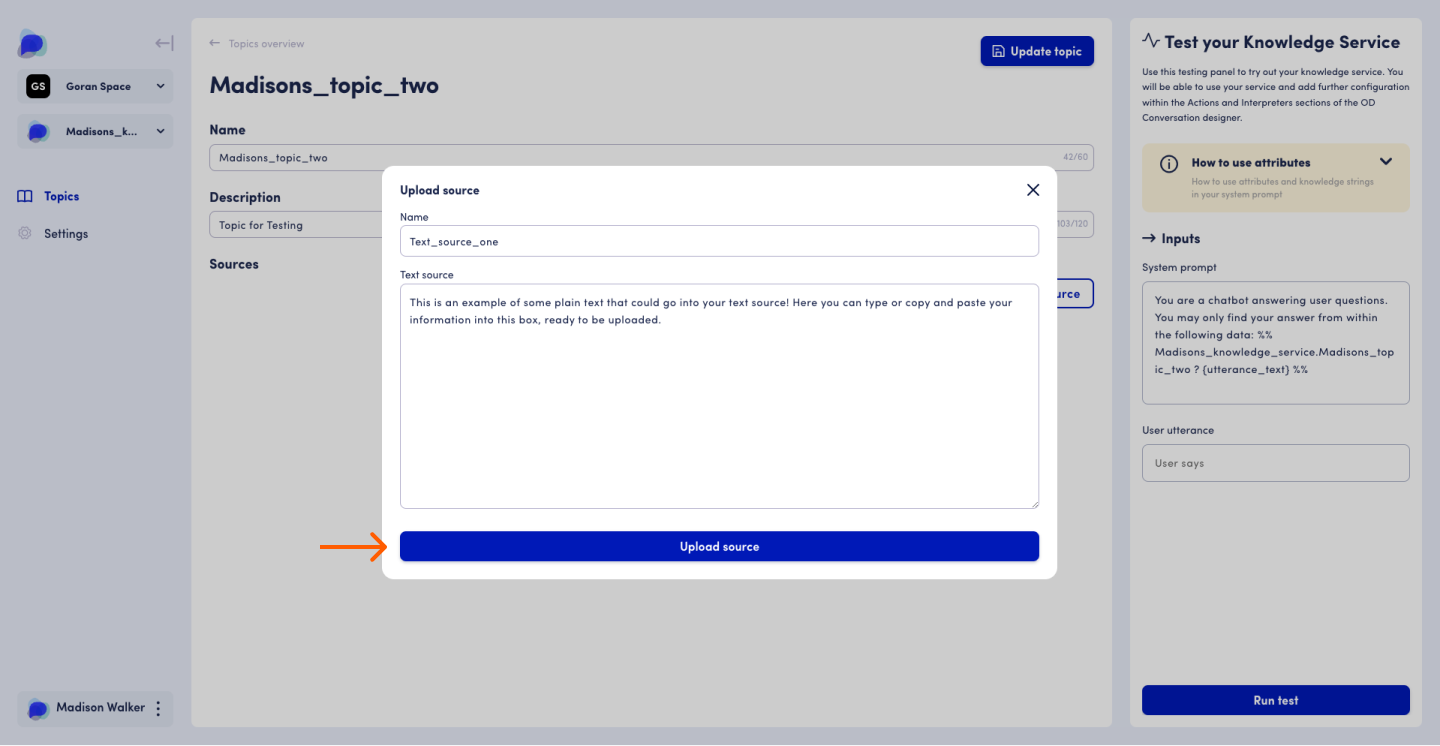 GS
Goran Space
Madisons_k...
Topics
Settings
Madison Walker
Topics overview
Update topic
Madisons_topic_two
Name
Madisons_topic_two
42/60
Description
Topic for Testing
103/120
Sources
Upload source
Name
Text_source_one
Text source
This is an example of some plain text that could go into your text source! Here you can type or copy and paste your
information into this box, ready to be uploaded.
Upload source
Test your Knowledge Service
Use this testing panel to try out your knowledge service. You
will be able to use your service and add further configuration
within the Actions and Interpreters sections of the OD
Conversation designer.
How to use attributes
How to use attributes and knowledge strings
in your system prompt
Inputs
System prompt
You are a chatbot answering user questions.
You may only find your answer from within
the following data: %%
Madisons_knowledge_service.Madisons_top
ic_two ? {utterance_text} %%
User utterance
User says
Run test